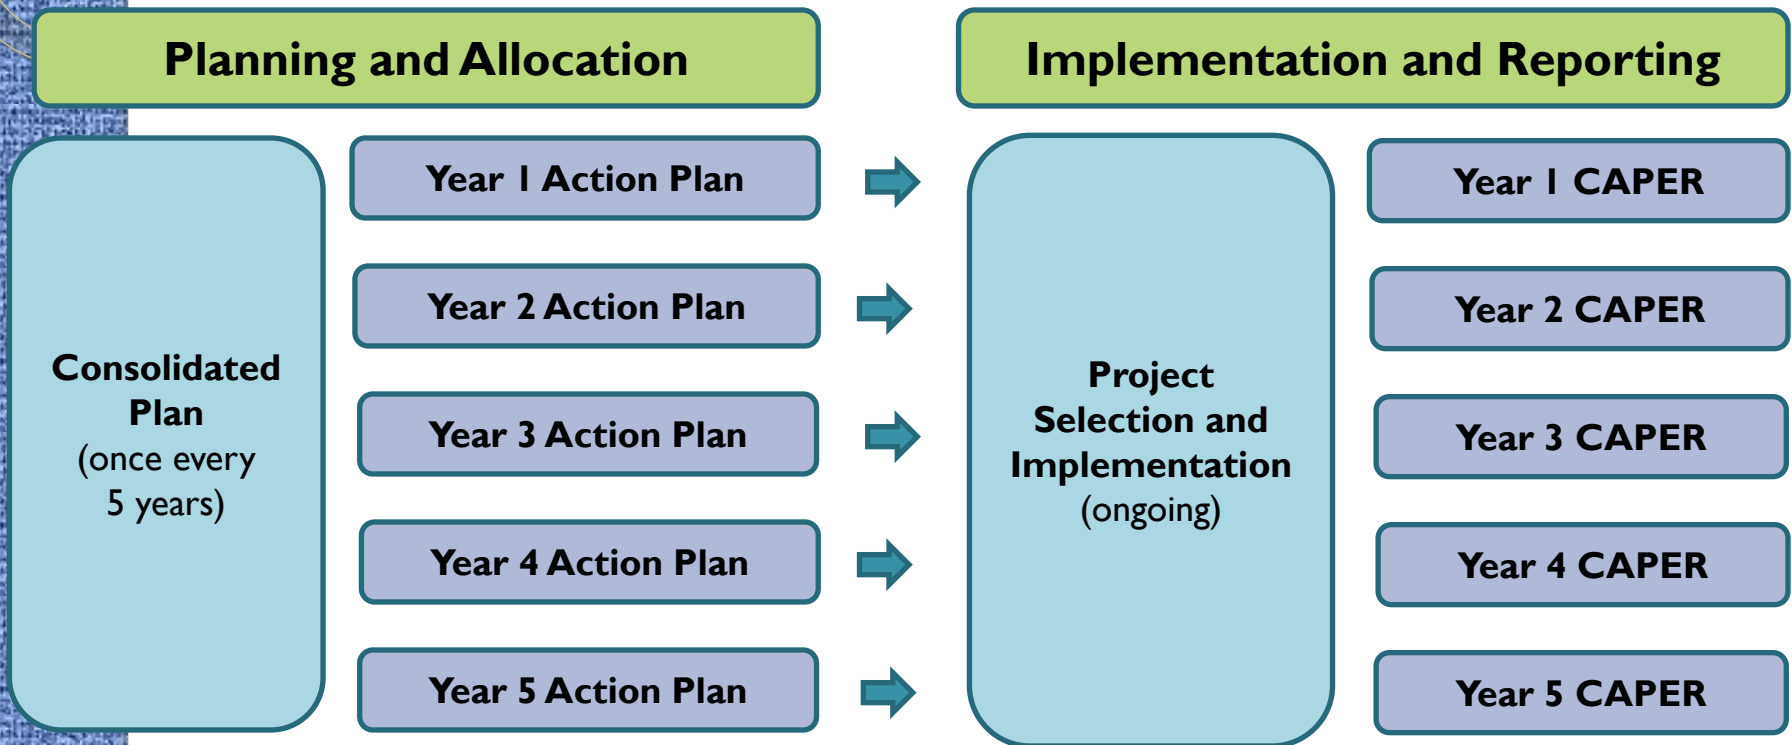 Planning and Allocation
Implementation and Reporting
Consolidated
Plan
(once every
5 years)
Year 1 Action Plan
Year 2 Action Plan
Year 3 Action Plan
Year 4 Action Plan
Year 5 Action Plan
Project
Selection and
Implementation
(ongoing)
Year 1 CAPER
Year 2 CAPER
Year 3 CAPER
Year 4 CAPER
Year 5 CAPER